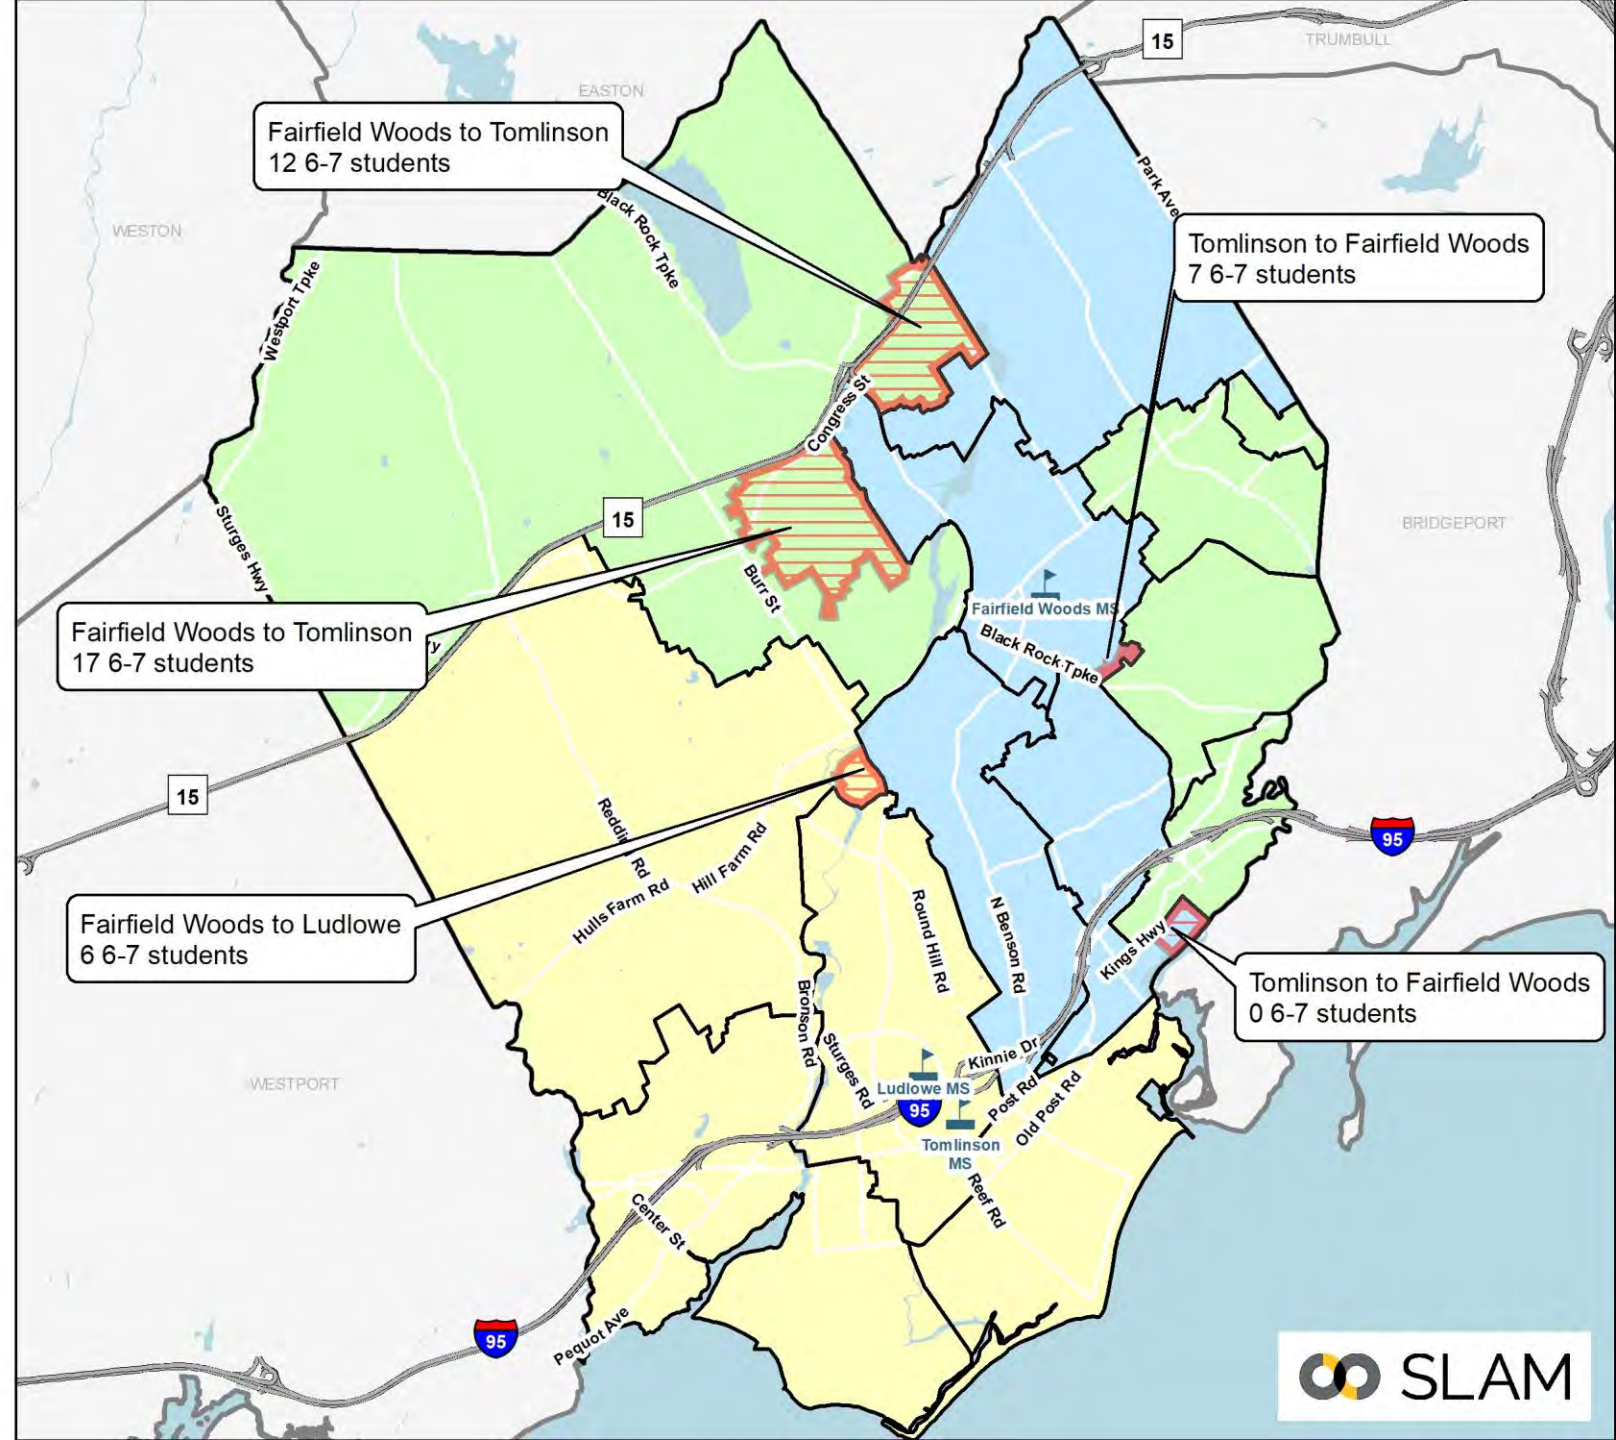 15
TRUMBULL
EASTON
Fairfield Woods to Tomlinson
12 6-7 students
Park Ave
Black Rock Tpke
WESTON
Tomlinson to Fairfield Woods
7 6-7 students
Westport Tpke
Congress St
15
BRIDGEPORT
Sturges Hwy
Burr St
Fairfield Woods MS
Black Rock Tpke
Fairfield Woods to Tomlinson
17 6-7 students
15
95
Redding Rd
Hill Farm Rd
Hulls Farm Rd
Fairfield Woods to Ludlowe
6 6-7 students
Round Hill Rd
N Benson Rd
Kings Hwy
Tomlinson to Fairfield Woods
0 6-7 students
Bronson Rd
Sturges Rd
Kinnie Dr
WESTPORT
Ludlowe MS
95
Post Rd
Old Post Rd
Tomlinson
MS
Reef Rd
Center St
95
Pequot Ave
SLAM